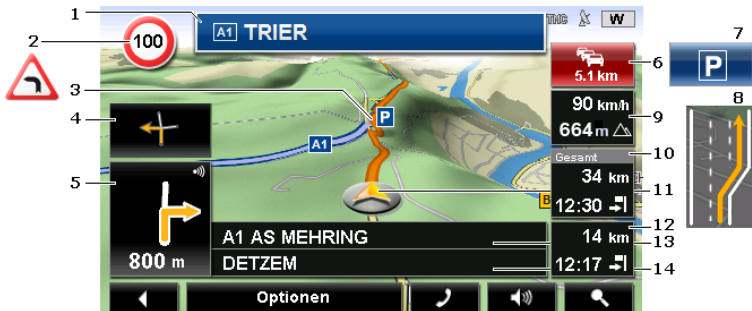 1
A1 TRIER
TMC
W
2
100
3
P
6
5.1 km
7
P
8
4
A1
90 km/h
664 m
9
5
Gesamt
10
34 km
12:30
11
B
800 m
A1 AS MEHRING
14 km
12
13
DETZEM
12:17
14
Optionen